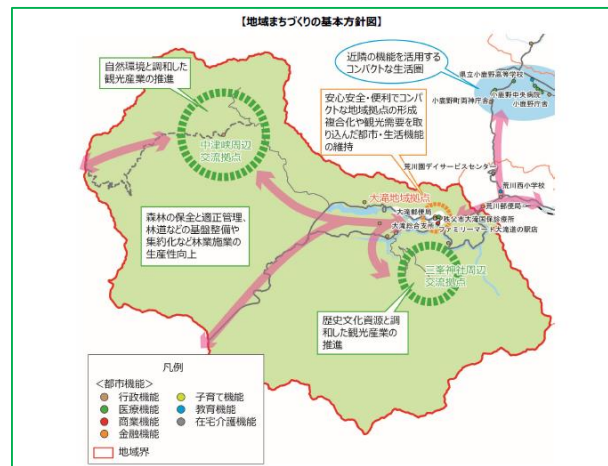 【地域まちづくりの基本方針図】
自然環境と調和した
観光産業の推進
近隣の機能を活用する
コンパクトな生活圏
県立小鹿野高等学校
小鹿野中央病院
小鹿野町両神庁舎
小鹿野庁舎
安心安全・便利でコンパク
トな地域拠点の形成
複合化や観光需要を取
り込んだ都市・生活機能
の維持
中津峡周辺
交流拠点
荒川園デイサービスセンター
荒川西小学校
荒川郵便局
大滝地域拠点
大滝郵便局
秩父市大滝国保診療所
大滝総合支所
ファミリーマート大滝道の駅店
森林の保全と適正管理、
林道などの基盤整備や
集約化など林業施業の
生産性向上
三峯神社周辺
交流拠点
歴史文化資源と調
和した観光産業の
推進
凡例
＜都市機能＞
行政機能
子育て機能
医療機能
教育機能
商業機能
在宅介護機能
金融機能
地域界